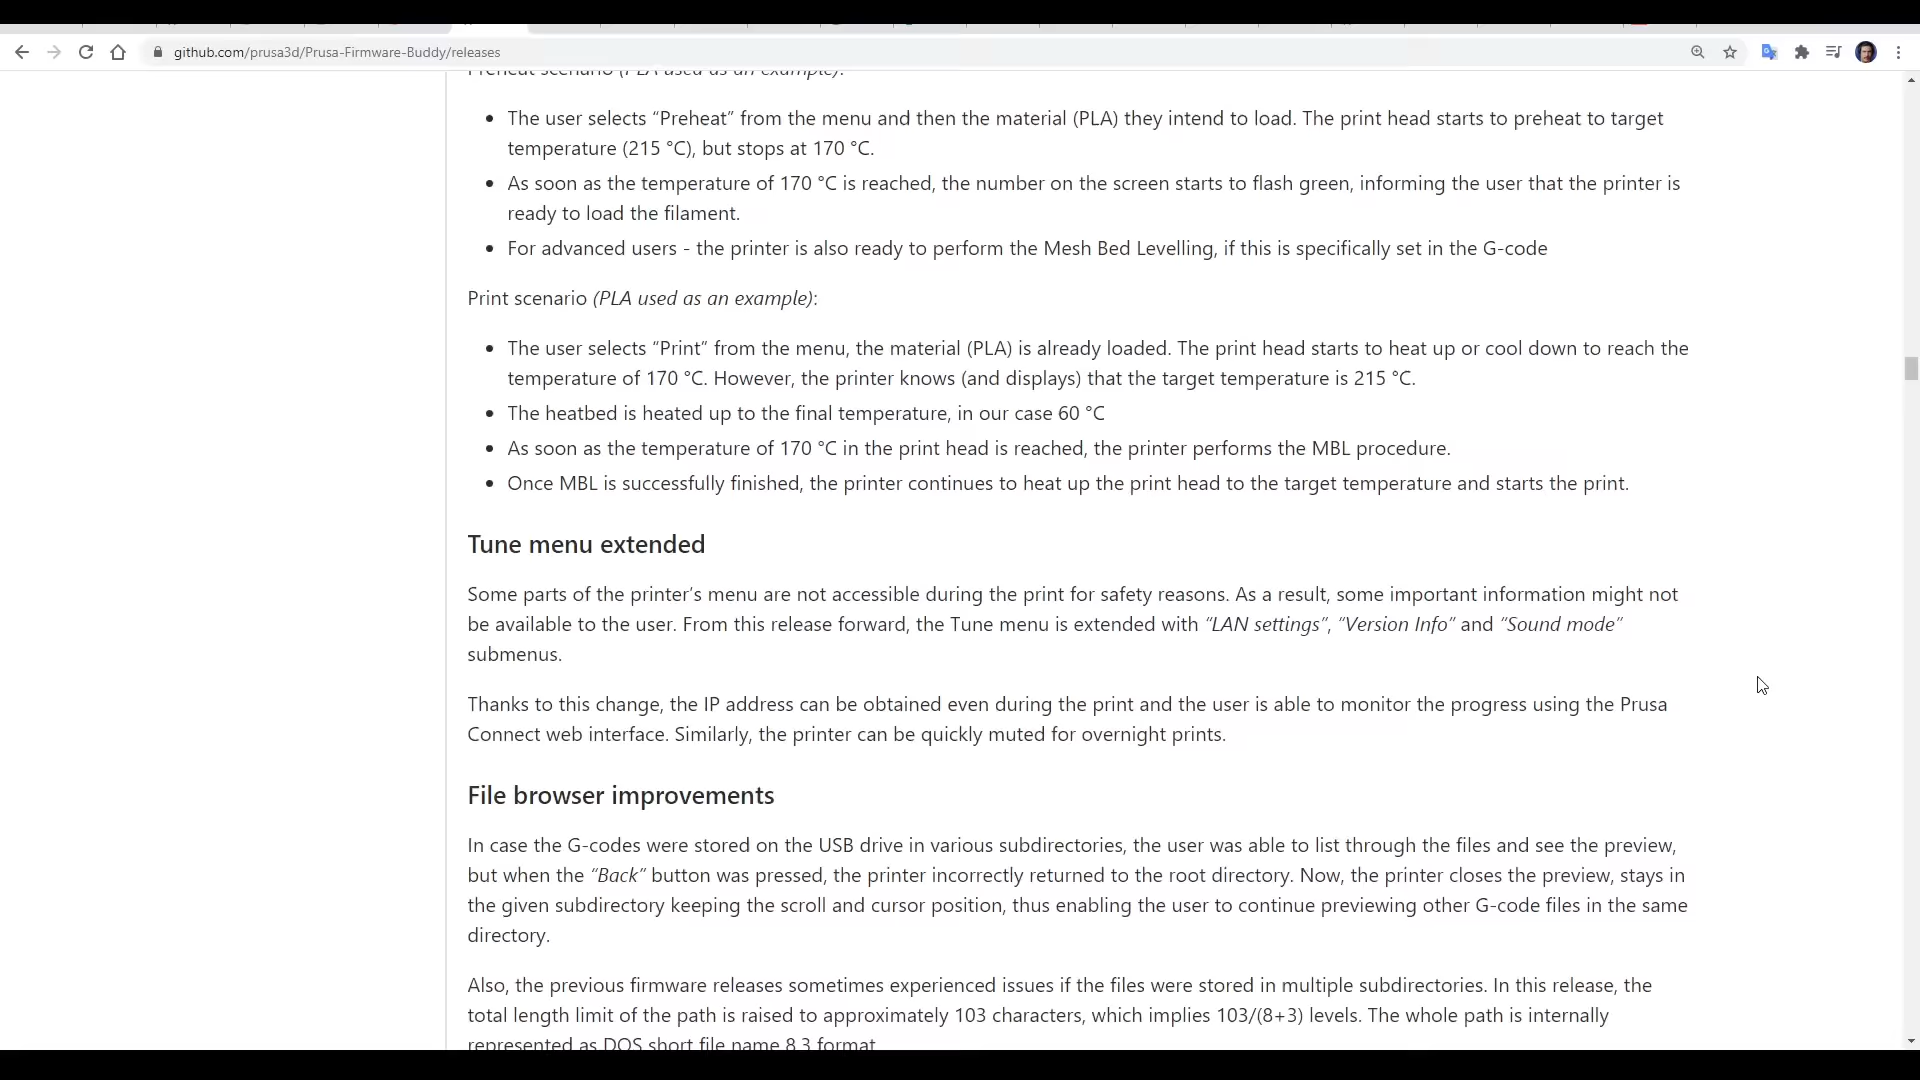 github.com/prusa3d/Prusa-Firmware-Buddy/releases
Preheat scenario (PLA used as an example):
• The user selects “Preheat” from the menu and then the material (PLA) they intend to load. The print head starts to preheat to target
temperature (215 °C), but stops at 170 °C.
• As soon as the temperature of 170 °C is reached, the number on the screen starts to flash green, informing the user that the printer is
ready to load the filament.
• For advanced users - the printer is also ready to perform the Mesh Bed Levelling, if this is specifically set in the G-code
Print scenario (PLA used as an example):
• The user selects “Print” from the menu, the material (PLA) is already loaded. The print head starts to heat up or cool down to reach the
temperature of 170 °C. However, the printer knows (and displays) that the target temperature is 215 °C.
• The heatbed is heated up to the final temperature, in our case 60 °C
• As soon as the temperature of 170 °C in the print head is reached, the printer performs the MBL procedure.
• Once MBL is successfully finished, the printer continues to heat up the print head to the target temperature and starts the print.
Tune menu extended
Some parts of the printer’s menu are not accessible during the print for safety reasons. As a result, some important information might not
be available to the user. From this release forward, the Tune menu is extended with “LAN settings”, “Version Info” and “Sound mode”
submenus.
Thanks to this change, the IP address can be obtained even during the print and the user is able to monitor the progress using the Prusa
Connect web interface. Similarly, the printer can be quickly muted for overnight prints.
File browser improvements
In case the G-codes were stored on the USB drive in various subdirectories, the user was able to list through the files and see the preview,
but when the “Back” button was pressed, the printer incorrectly returned to the root directory. Now, the printer closes the preview, stays in
the given subdirectory keeping the scroll and cursor position, thus enabling the user to continue previewing other G-code files in the same
directory.
Also, the previous firmware releases sometimes experienced issues if the files were stored in multiple subdirectories. In this release, the
total length limit of the path is raised to approximately 103 characters, which implies 103/(8+3) levels. The whole path is internally
represented as DOS short file name 8.3 format